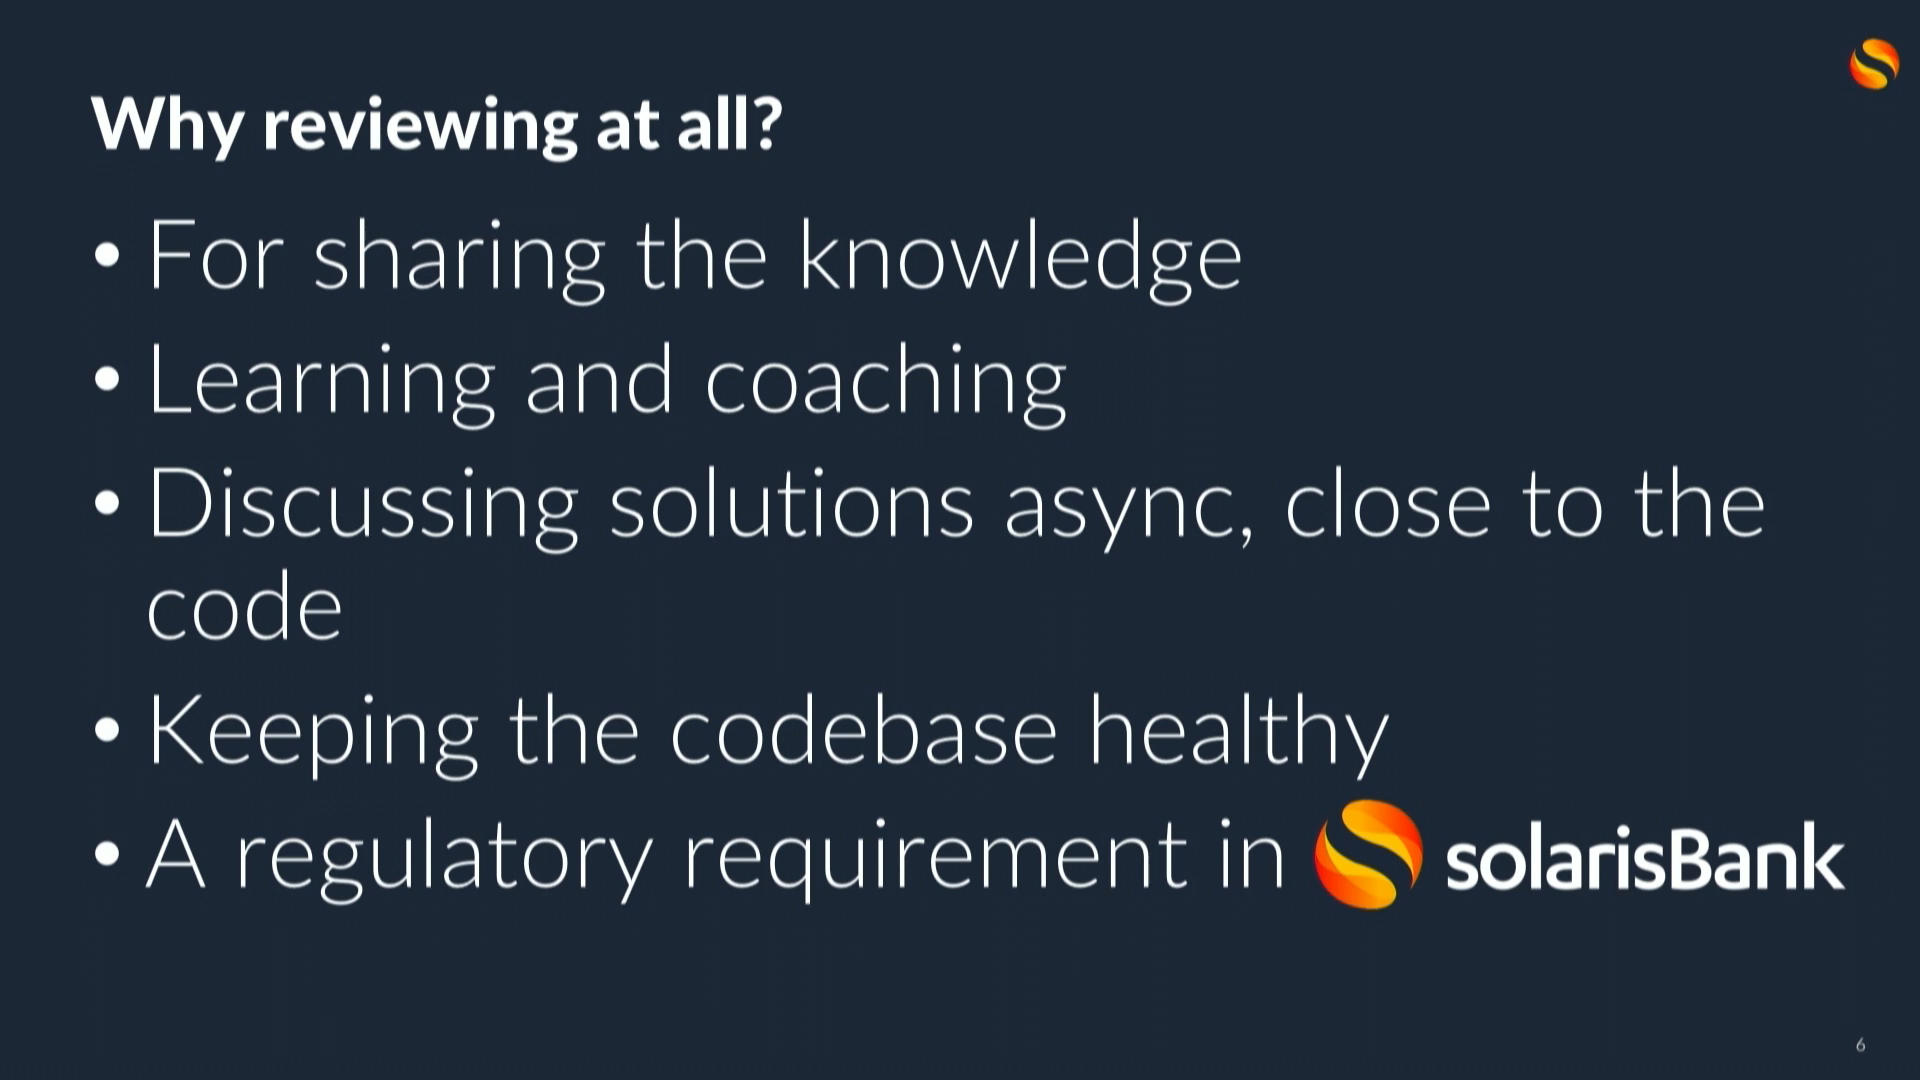 Why reviewing at all?
• For sharing the knowledge
• Learning and coaching
• Discussing solutions async, close to the
code
• Keeping the codebase healthy
• A regulatory requirement in solarisBank
6